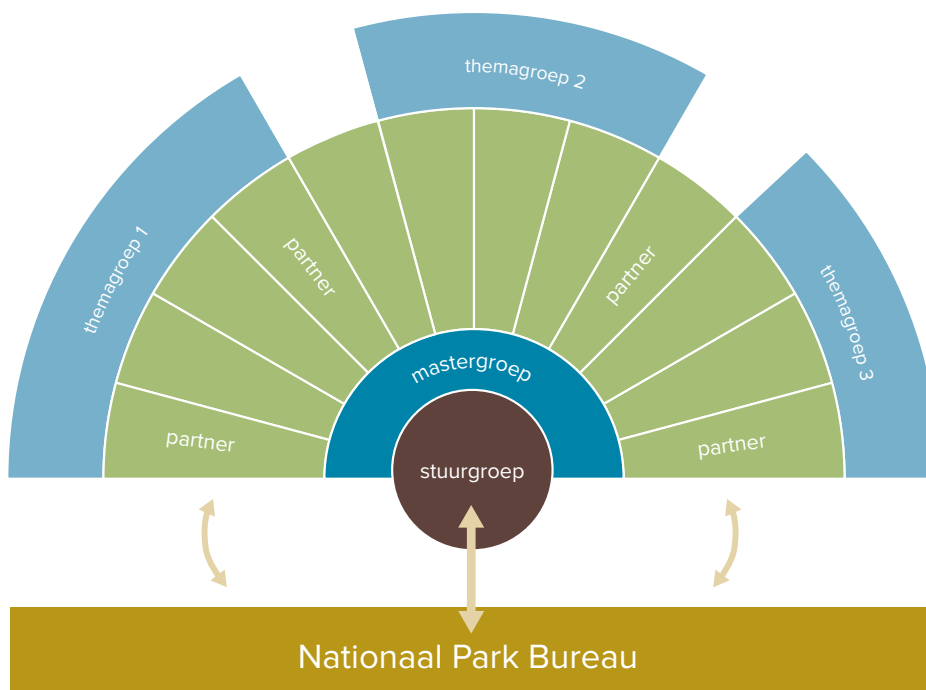 themagroep 2
themagroep 1
partner
partner
themagroep 3
mastergroep
partner
partner
stuurgroep
Nationaal Park Bureau